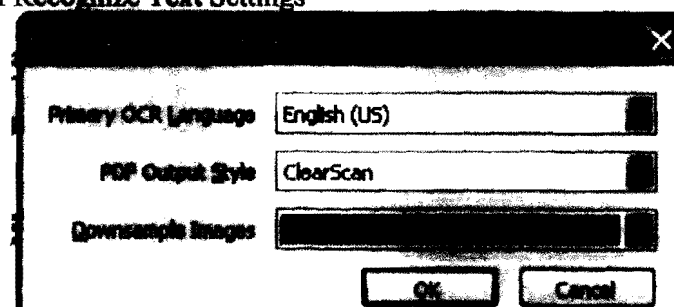 Recognize Text Settings
Primary OCR Language English (US)
PDF Output Style ClearScan
Downsample Images
OK Cancel